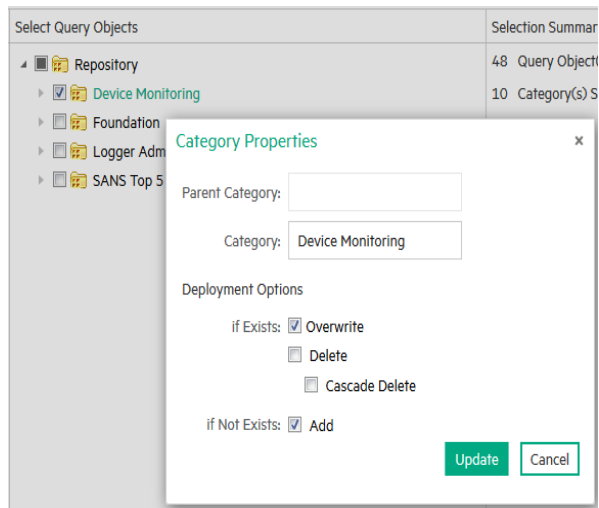 Select Query Objects
Selection Summar
Repository
48 Query Object
Device Monitoring
10 Category(s) S
Foundation
Logger Adm
SANS Top 5
Category Properties
x
Parent Category:
Category: Device Monitoring
Deployment Options
if Exists: Overwrite
Delete
Cascade Delete
if Not Exists: Add
Update Cancel